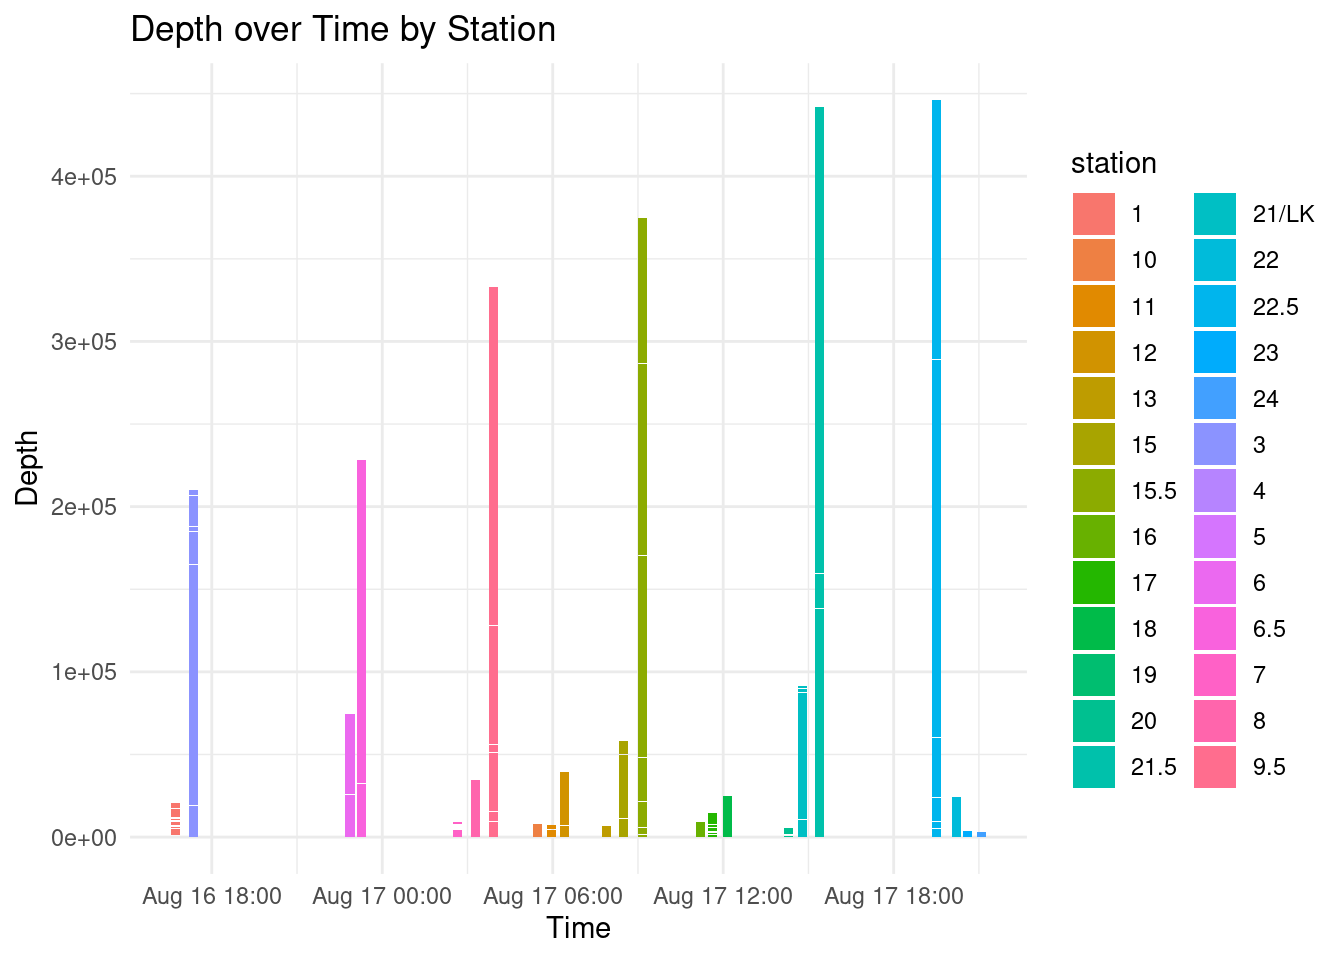 Depth over Time by Station
Depth
4e+05
3e+05
2e+05
1e+05
0e+00
Aug 16 18:00
Aug 17 00:00
Aug 17 06:00
Aug 17 12:00
Aug 17 18:00
Time
station
1
10
11
12
13
15
15.5
16
17
18
19
20
21.5
21/LK
22
22.5
23
24
3
4
5
6
6.5
7
8
9.5